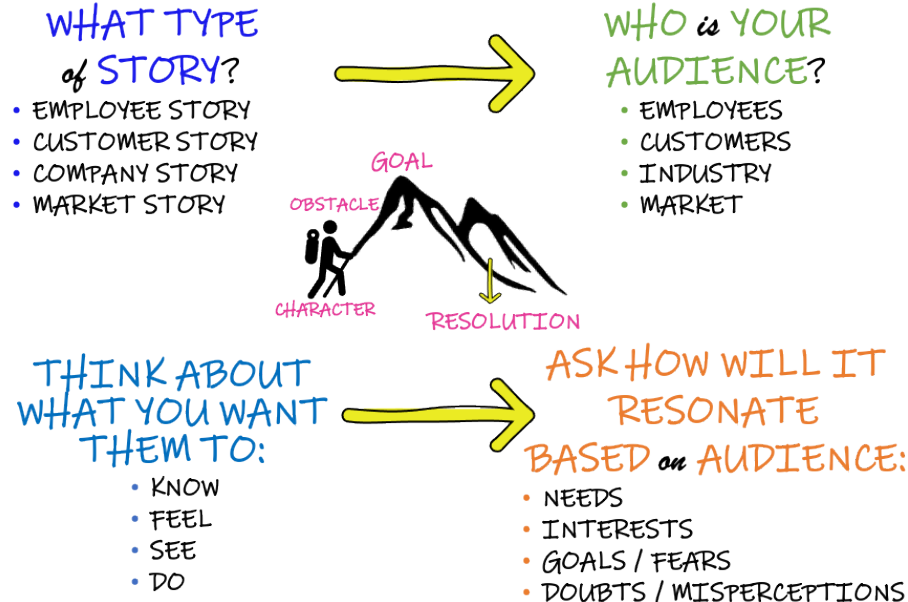 WHAT TYPE
of STORY?
• EMPLOYEE STORY
• CUSTOMER STORY
• COMPANY STORY
• MARKET STORY
WHO is YOUR
AUDIENCE?
• EMPLOYEES
• CUSTOMERS
• INDUSTRY
• MARKET
GOAL
OBSTACLE
CHARACTER
RESOLUTION
THINK ABOUT
WHAT YOU WANT
THEM TO:
• KNOW
• FEEL
• SEE
• DO
ASK HOW WILL IT
RESONATE
BASED on AUDIENCE:
• NEEDS
• INTERESTS
• GOALS / FEARS
• DOUBTS / MISPERCEPTIONS